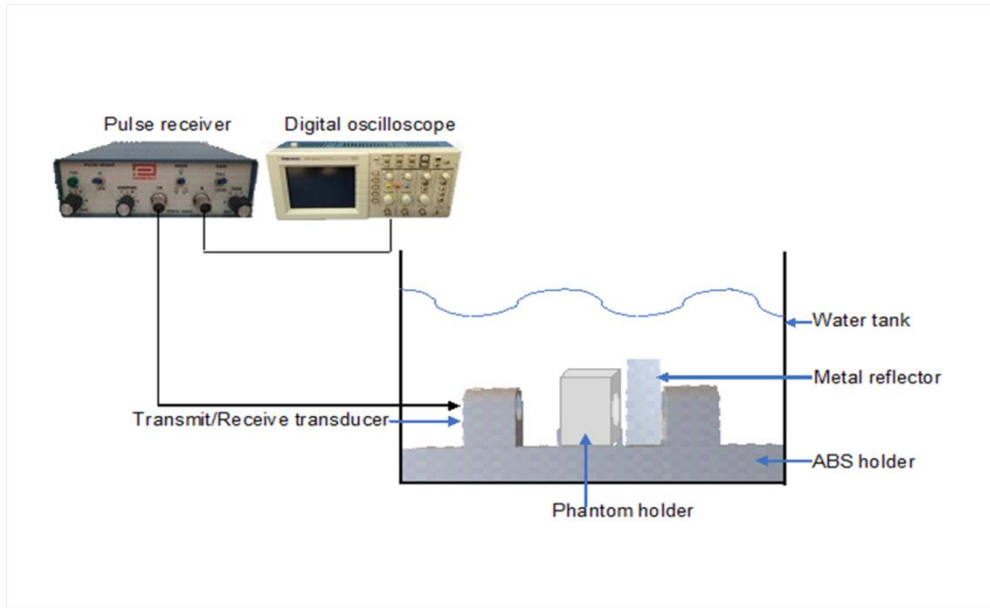 Pulse receiver
Digital oscilloscope
Water tank
Metal reflector
Transmit/Receive transducer
ABS holder
Phantom holder